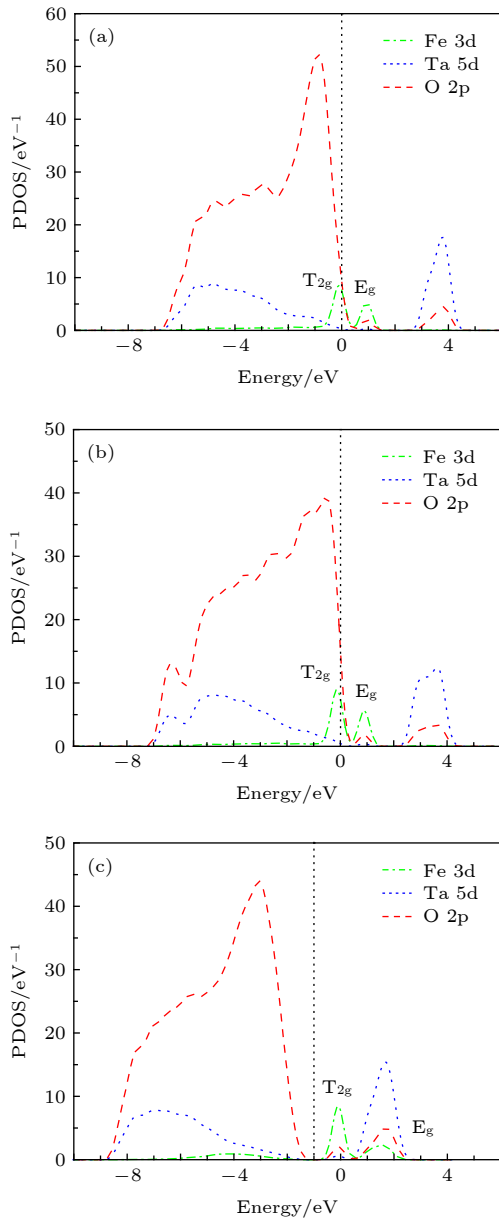 60
(a)
Fe 3d
50
Ta 5d
O 2p
40
PDOS/eV⁻¹
30
20
T₂g
E_g
10
0
−8 −4 0 4
Energy/eV
50
(b)
Fe 3d
Ta 5d
40
O 2p
30
PDOS/eV⁻¹
20
T₂g
10
E_g
0
−8 −4 0 4
Energy/eV
50
(c)
Fe 3d
Ta 5d
40
O 2p
30
PDOS/eV⁻¹
20
10
T₂g
E_g
0
−8 −4 0 4
Energy/eV